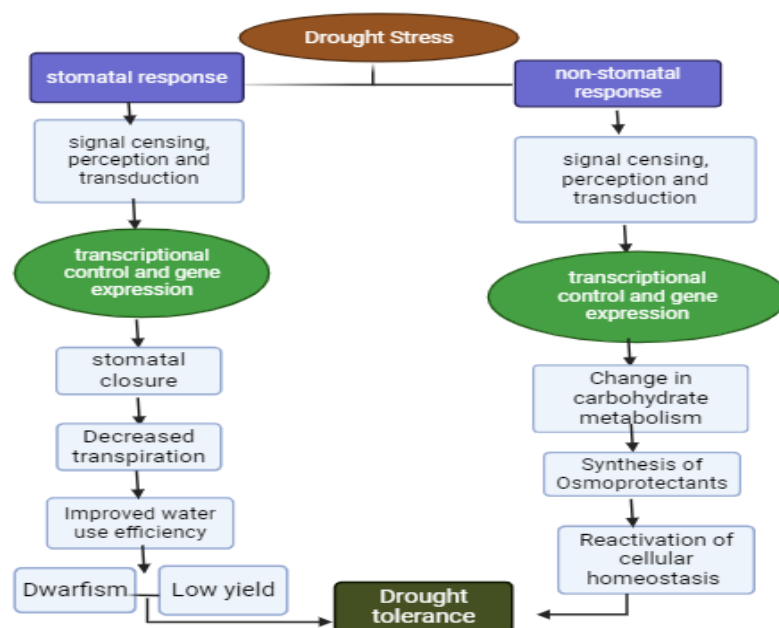 Drought Stress
stomatal response
signal censing,
perception and
transduction
transcriptional
control and gene
expression
stomatal
closure
Decreased
transpiration
Improved water
use efficiency
Dwarfism
Low yield
non-stomatal
response
signal censing,
perception and
transduction
transcriptional
control and gene
expression
Change in
carbohydrate
metabolism
Synthesis of
Osmoprotectants
Reactivation of
cellular
homeostasis
Drought
tolerance